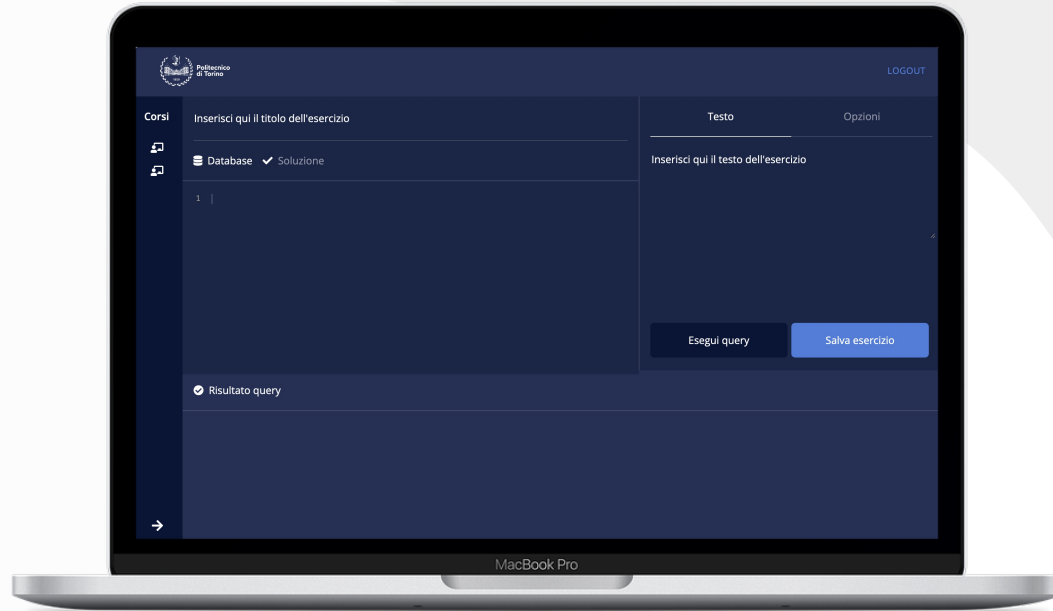 Politecnico
di Torino
LOGOUT
Corsi
Inserisci qui il titolo dell'esercizio
Testo
Opzioni
Database
Soluzione
Inserisci qui il testo dell'esercizio
1
Esegui query
Salva esercizio
Risultato query
MacBook Pro